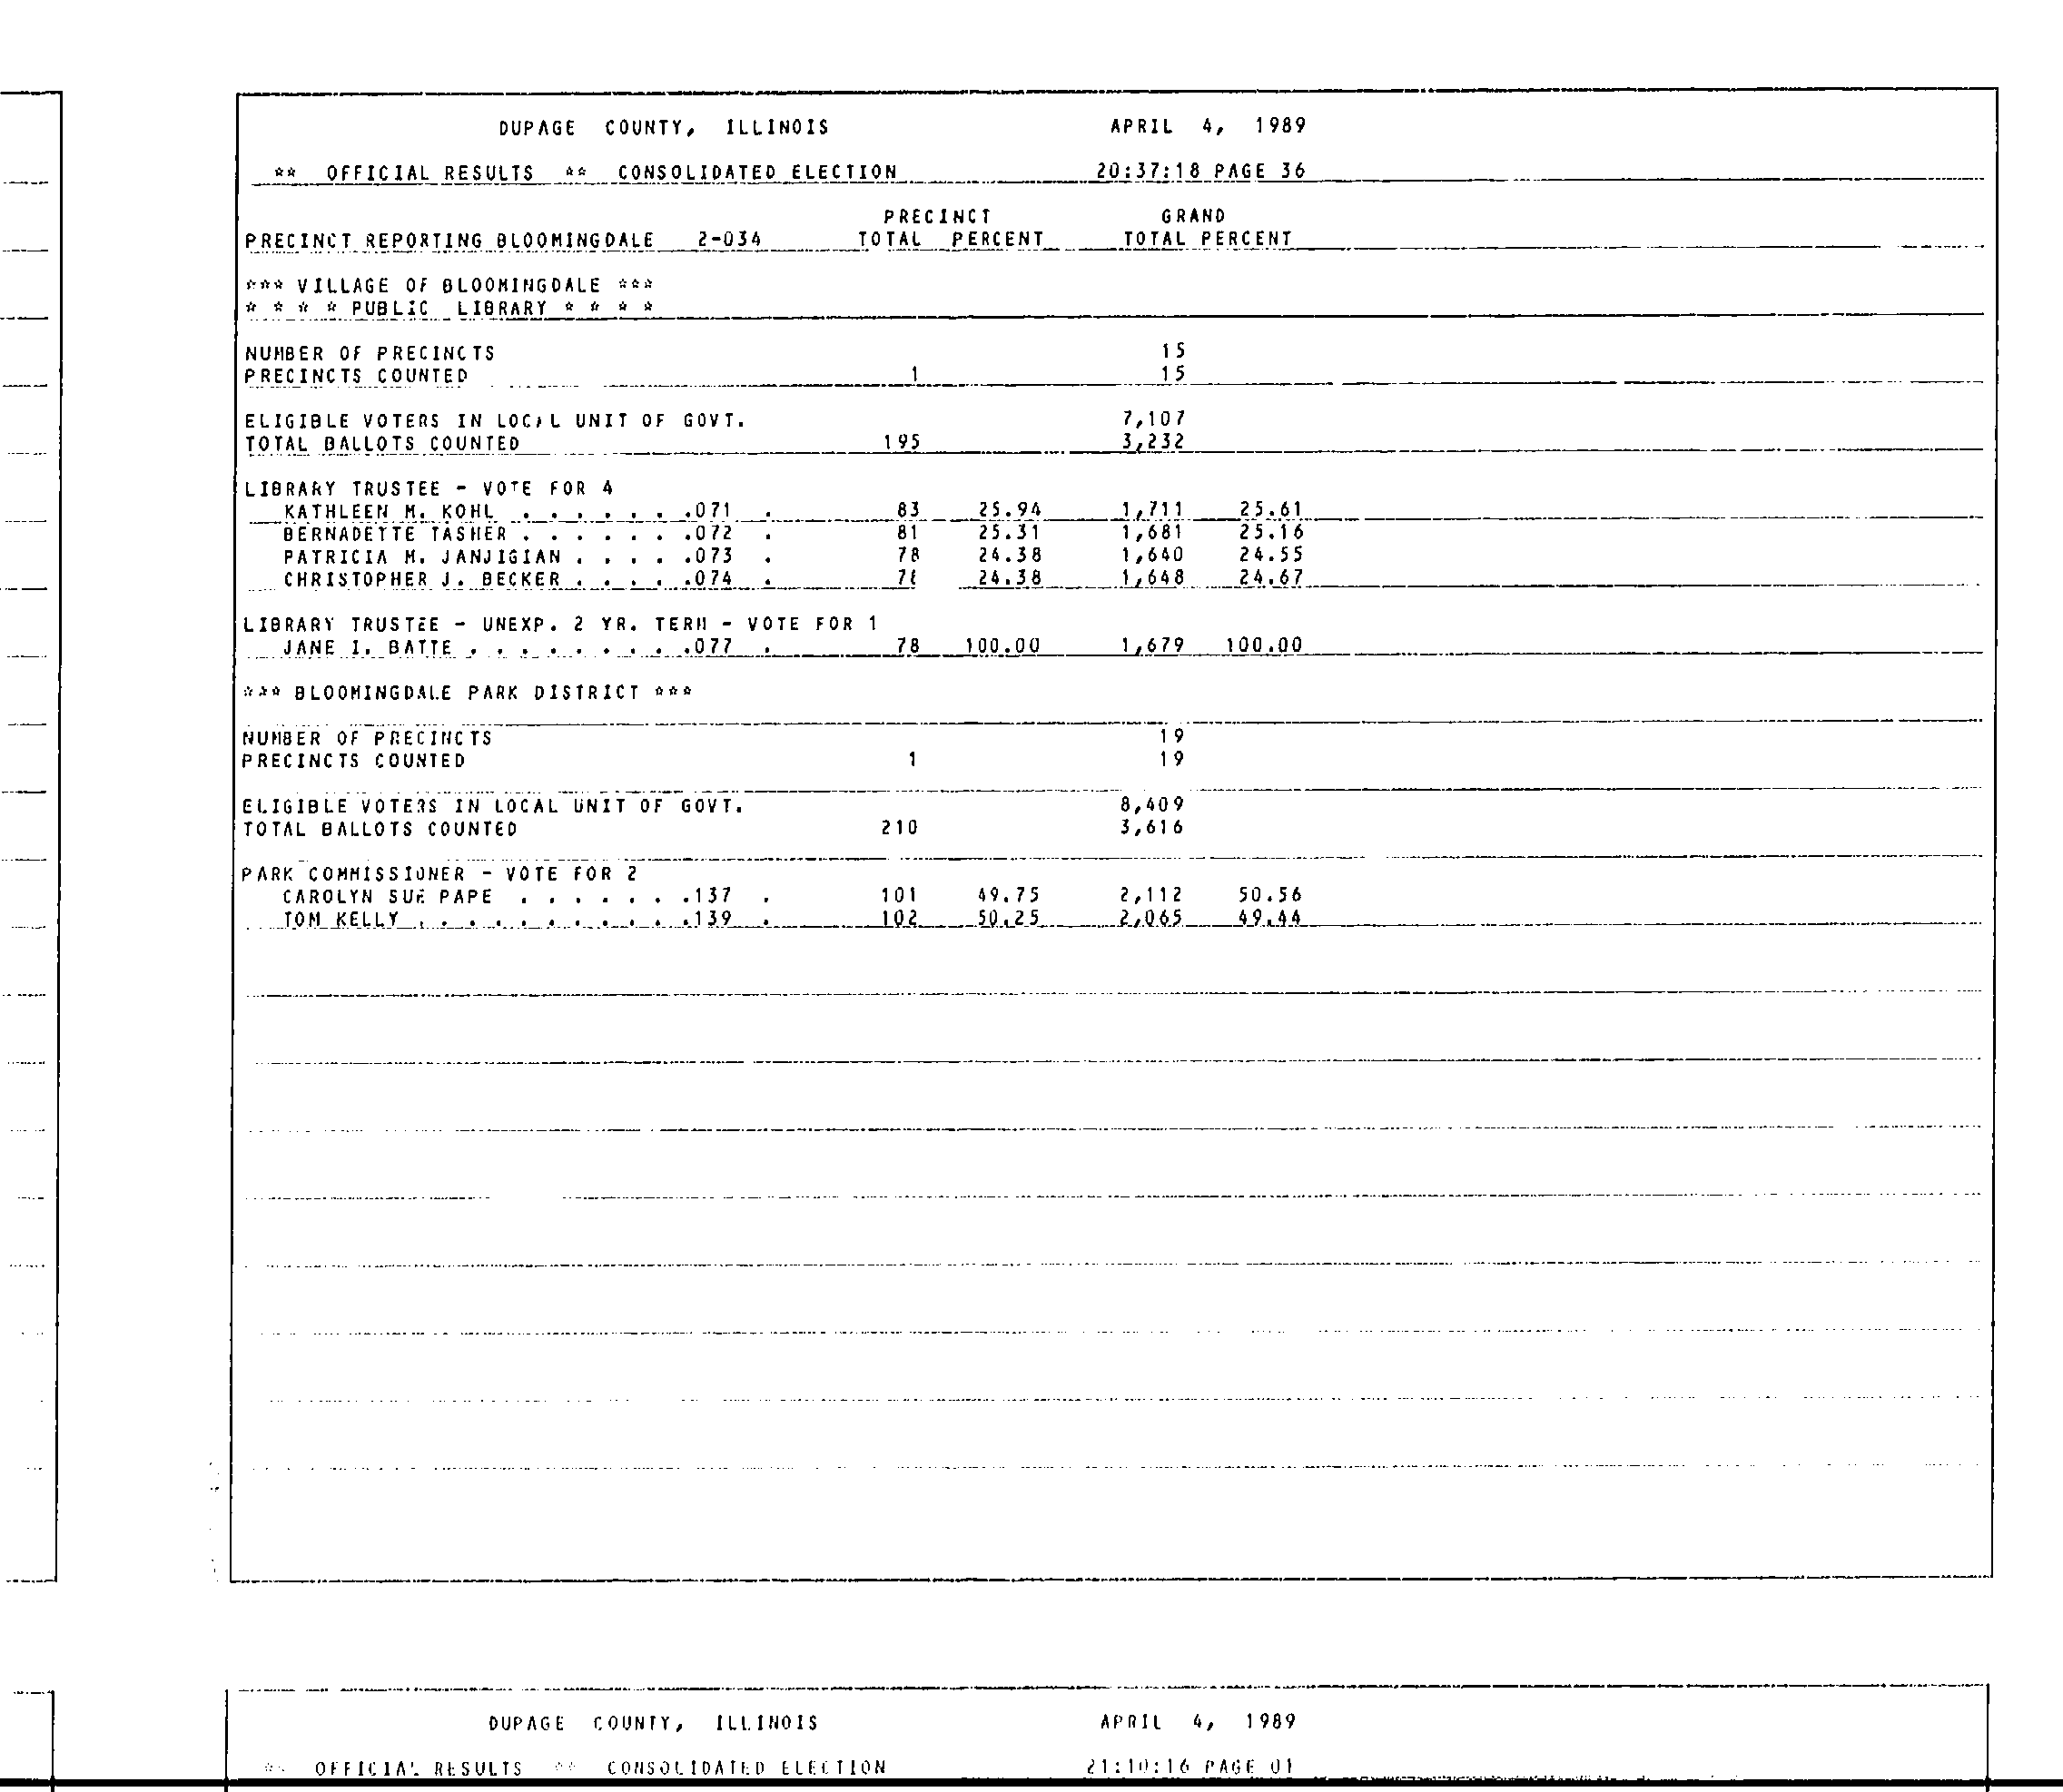 DUPAGE COUNTY, ILLINOIS APRIL 4, 1989
** OFFICIAL RESULTS ** CONSOLIDATED ELECTION 20:37:18 PAGE 36
PRECINCT GRAND
PRECINCT REPORTING BLOOMINGDALE 2-034 TOTAL PERCENT TOTAL PERCENT
*** VILLAGE OF BLOOMINGDALE ***
* * * * PUBLIC LIBRARY * * * *
NUMBER OF PRECINCTS 15
PRECINCTS COUNTED 1 15
ELIGIBLE VOTERS IN LOCAL UNIT OF GOVT. 7,107
TOTAL BALLOTS COUNTED 195 3,232
LIBRARY TRUSTEE - VOTE FOR 4
KATHLEEN M. KOHL . . . . . . .071 . 83 25.94 1,711 25.61
BERNADETTE TASHER . . . . . . .072 . 81 25.31 1,681 25.16
PATRICIA M. JANJIGIAN . . . . .073 . 78 24.38 1,640 24.55
CHRISTOPHER J. BECKER . . . . .074 . 78 24.38 1,648 24.67
LIBRARY TRUSTEE - UNEXP. 2 YR. TERM - VOTE FOR 1
JANE I. BATTE . . . . . . . . .077 . 78 100.00 1,679 100.00
*** BLOOMINGDALE PARK DISTRICT ***
NUMBER OF PRECINCTS 19
PRECINCTS COUNTED 1 19
ELIGIBLE VOTERS IN LOCAL UNIT OF GOVT. 8,409
TOTAL BALLOTS COUNTED 210 3,616
PARK COMMISSIONER - VOTE FOR 2
CAROLYN SUE PAPE . . . . . . .137 . 101 49.75 2,112 50.56
TOM KELLY . . . . . . . . . . .139 . 102 50.25 2,065 49.44
DUPAGE COUNTY, ILLINOIS APRIL 4, 1989
** OFFICIAL RESULTS ** CONSOLIDATED ELECTION 21:10:16 PAGE 01